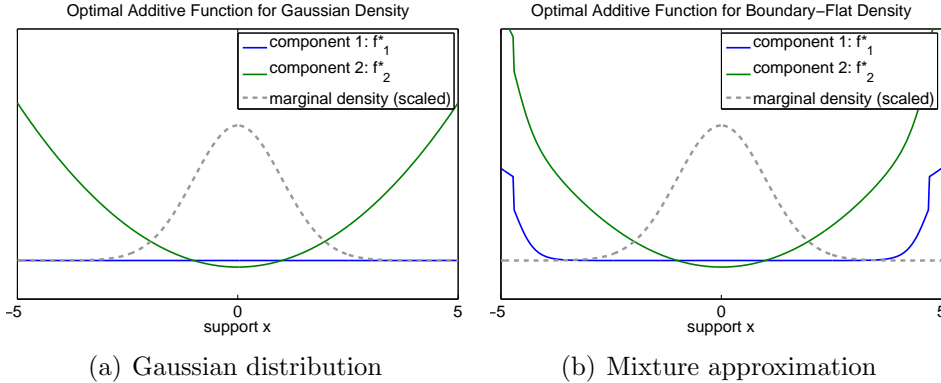 Optimal Additive Function for Gaussian Density
component 1: f*1
component 2: f*2
marginal density (scaled)
-5
0
5
support x
(a) Gaussian distribution
Optimal Additive Function for Boundary-Flat Density
component 1: f*1
component 2: f*2
marginal density (scaled)
-5
0
5
support x
(b) Mixture approximation